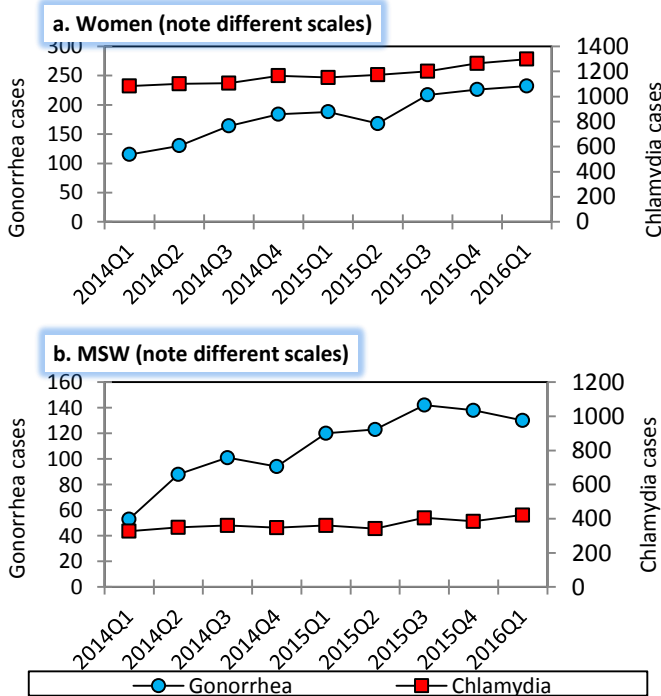 a. Women (note different scales)
Gonorrhea cases
300
250
200
150
100
50
0
1400
1200
1000
800
600
400
200
0
Chlamydia cases
2014Q1
2014Q2
2014Q3
2014Q4
2015Q1
2015Q2
2015Q3
2015Q4
2016Q1
b. MSW (note different scales)
Gonorrhea cases
160
140
120
100
80
60
40
20
0
1200
1000
800
600
400
200
0
Chlamydia cases
2014Q1
2014Q2
2014Q3
2014Q4
2015Q1
2015Q2
2015Q3
2015Q4
2016Q1
Gonorrhea
Chlamydia